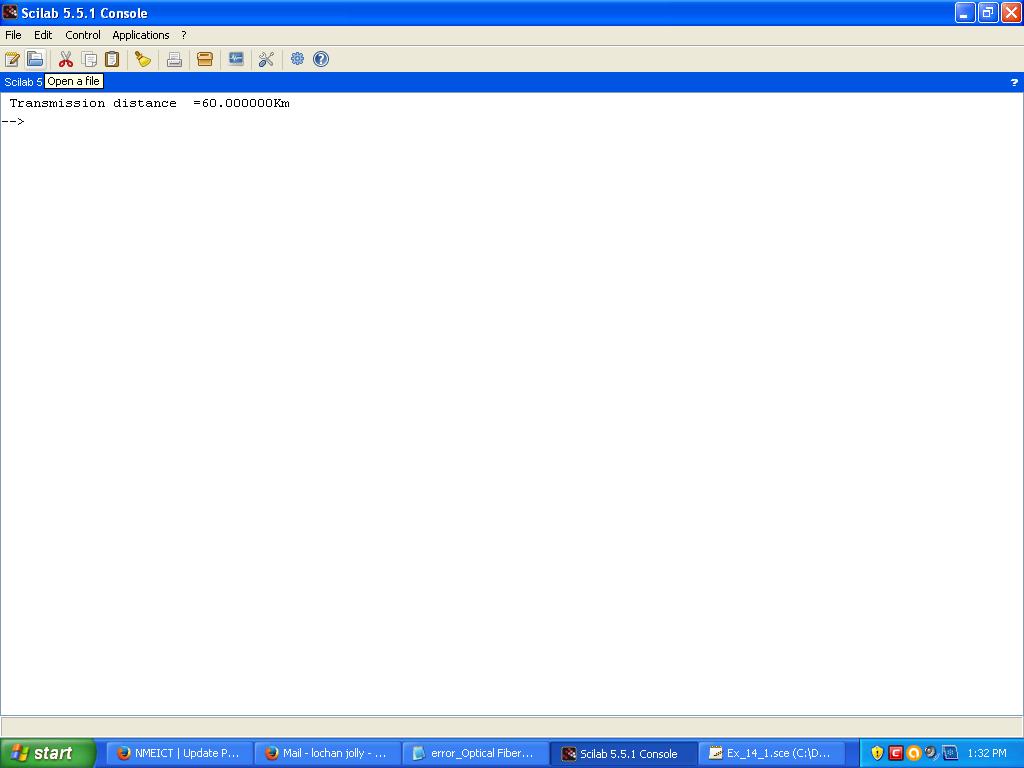 Scilab 5.5.1 Console
File Edit Control Applications ?
Scilab 5 Open a file ?
Transmission distance =60.000000Km
-->
start NMEICT | Update P... Mail - lochan jolly - ... error_Optical Fiber... Scilab 5.5.1 Console Ex_14_1.sce (C:\D... 1:32 PM